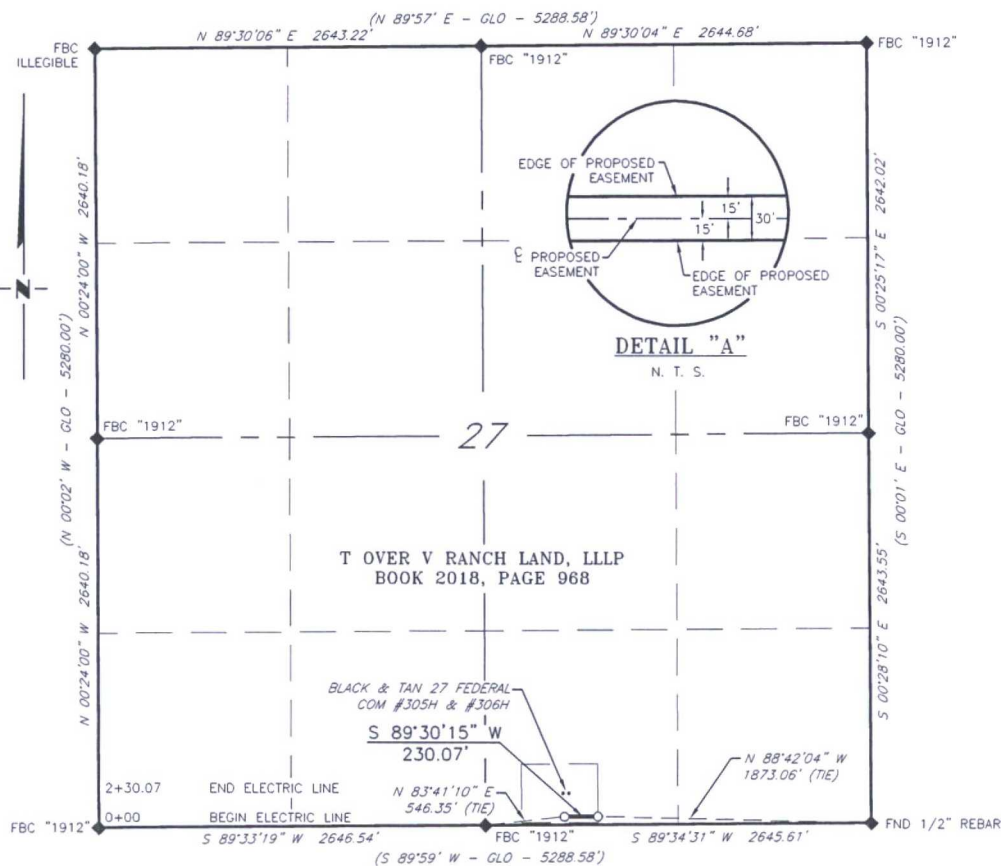 (N 89°57' E - GLO - 5288.58')
N 89°30'06" E  2643.22'
N 89°30'04" E  2644.68'
FBC
ILLEGIBLE
FBC "1912"
FBC "1912"
EDGE OF PROPOSED
EASEMENT
15'
15'
30'
℄ PROPOSED
EASEMENT
EDGE OF PROPOSED
EASEMENT
DETAIL "A"
N. T. S.
N 00°24'00" W  2640.18'
(N 00°02' W - GLO - 5280.00')
N
S 00°25'17" E  2642.02'
(S 00°01' E - GLO - 5280.00')
FBC "1912"
27
FBC "1912"
T OVER V RANCH LAND, LLLP
BOOK 2018, PAGE 968
N 00°24'00" W  2640.18'
S 00°28'10" E  2643.55'
BLACK & TAN 27 FEDERAL
COM #305H & #306H
S 89°30'15" W
230.07'
N 88°42'04" W
1873.06' (TIE)
N 83°41'10" E
546.35' (TIE)
2+30.07 END ELECTRIC LINE
0+00 BEGIN ELECTRIC LINE
FBC "1912"
S 89°33'19" W  2646.54'
FBC "1912"
S 89°34'31" W  2645.61'
FND 1/2" REBAR
(S 89°59' W - GLO - 5288.58')